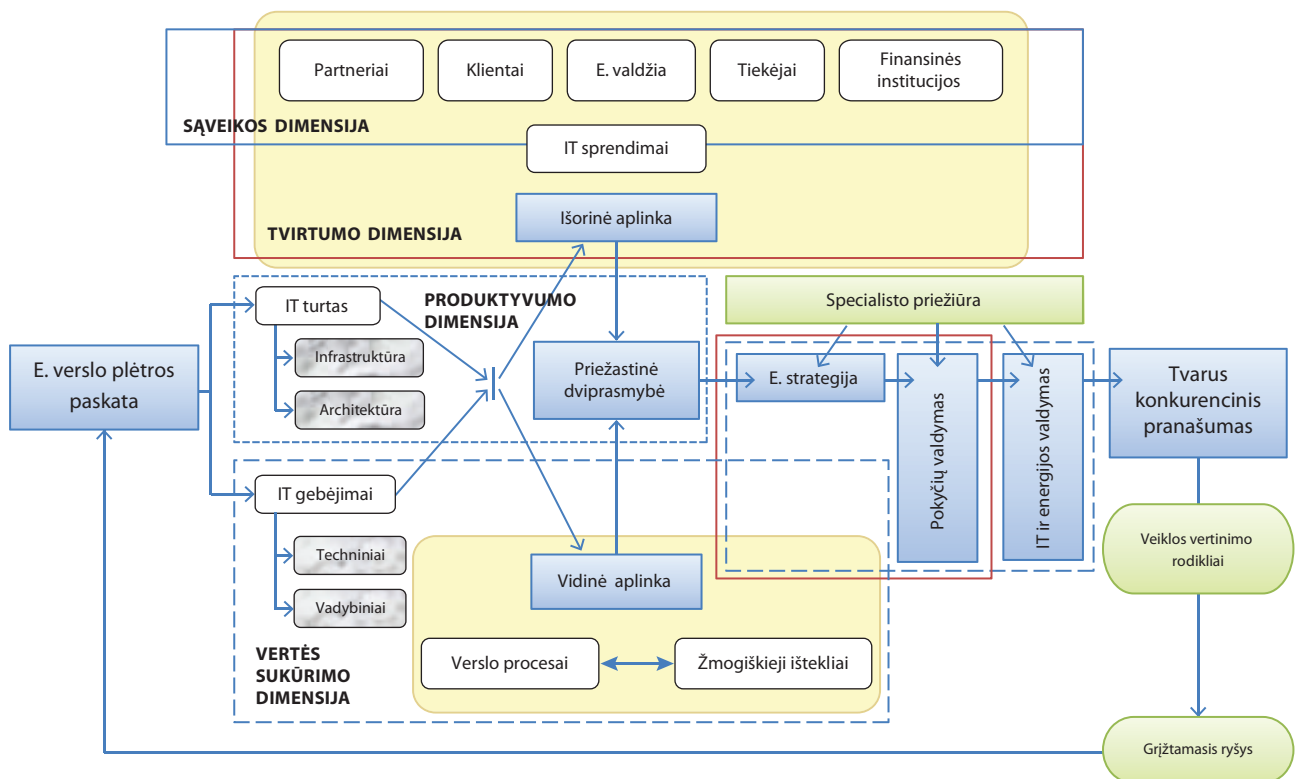 Partneriai
Klientai
E. valdžia
Tiekėjai
Finansinės
institucijos
SĄVEIKOS DIMENSIJA
IT sprendimai
Išorinė aplinka
TVIRTUMO DIMENSIJA
IT turtas
PRODUKTYVUMO
DIMENSIJA
Specialisto priežiūra
Infrastruktūra
Architektūra
E. verslo plėtros
paskata
Priežastinė
dviprasmybė
E. strategija
Pokyčių valdymas
IT ir energijos valdymas
Tvarus
konkurencinis
pranašumas
IT gebėjimai
Techniniai
Vadybiniai
Vidinė aplinka
Veiklos vertinimo
rodikliai
VERTĖS
SUKŪRIMO
DIMENSIJA
Verslo procesai
Žmogiškieji ištekliai
Grįžtamasis ryšys